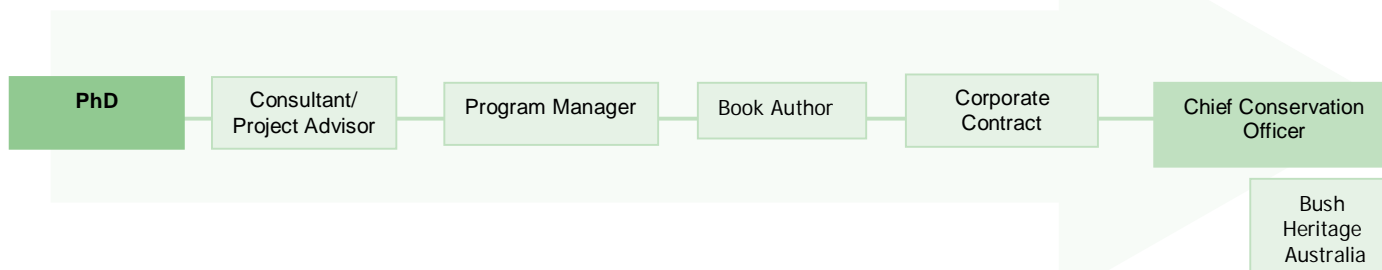 PhD
Consultant/
Project Advisor
Program Manager
Book Author
Corporate
Contract
Chief Conservation
Officer
Bush
Heritage
Australia